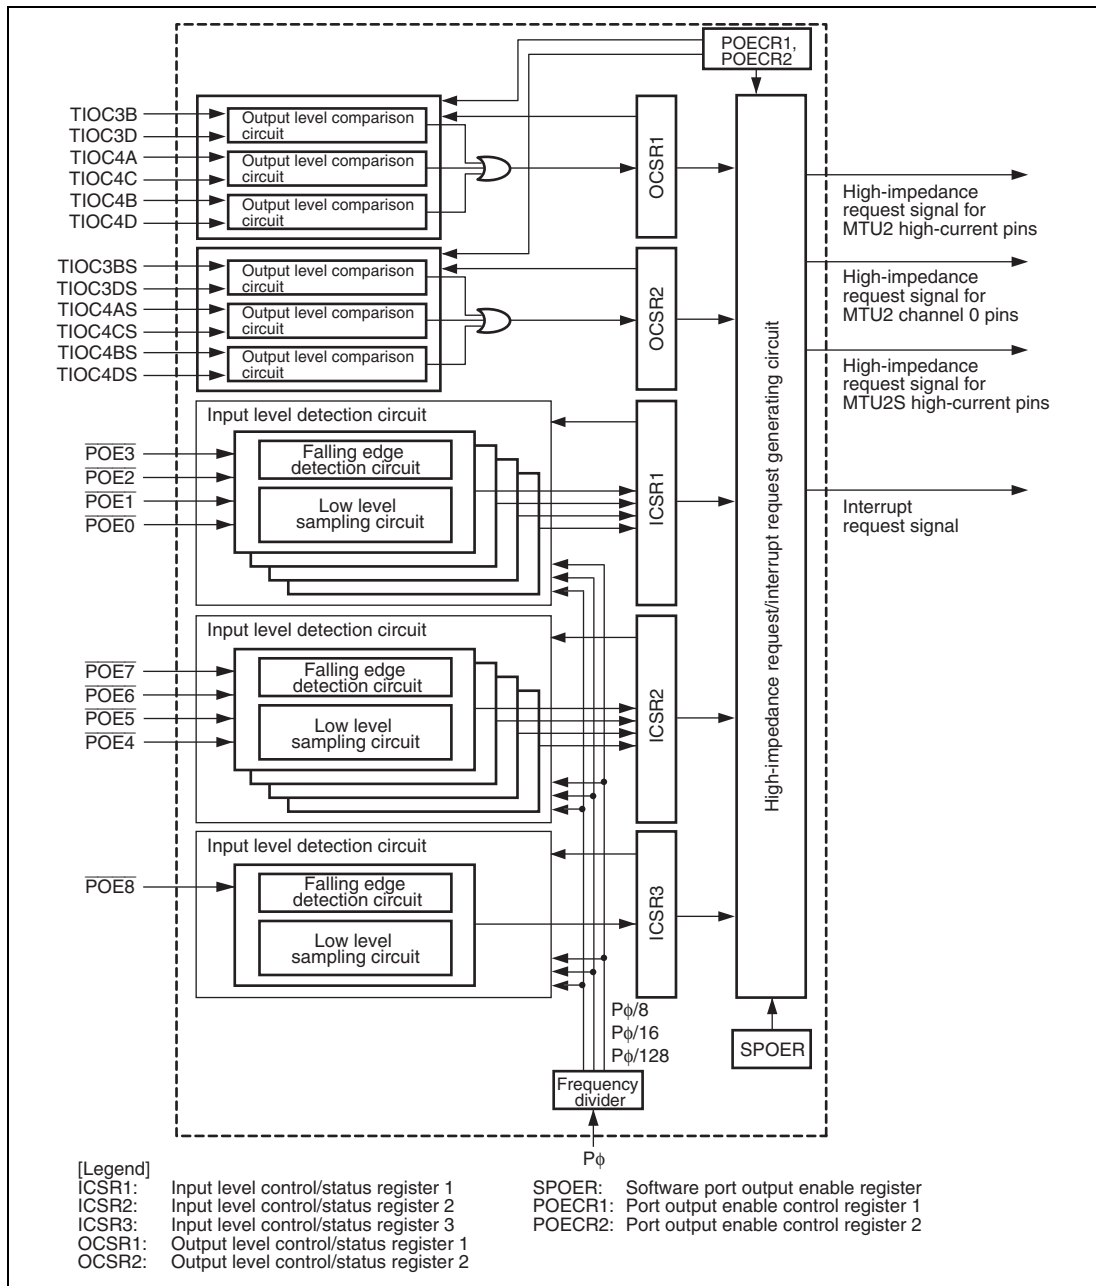 POECR1,
POECR2
TIOC3B
TIOC3D
TIOC4A
TIOC4C
TIOC4B
TIOC4D
Output level comparison
circuit
Output level comparison
circuit
Output level comparison
circuit
OCSR1
TIOC3BS
TIOC3DS
TIOC4AS
TIOC4CS
TIOC4BS
TIOC4DS
Output level comparison
circuit
Output level comparison
circuit
Output level comparison
circuit
OCSR2
Input level detection circuit
POE3
POE2
POE1
POE0
Falling edge
detection circuit
Low level
sampling circuit
ICSR1
Input level detection circuit
POE7
POE6
POE5
POE4
Falling edge
detection circuit
Low level
sampling circuit
ICSR2
Input level detection circuit
POE8
Falling edge
detection circuit
Low level
sampling circuit
ICSR3
High-impedance request/interrupt request generating circuit
High-impedance
request signal for
MTU2 high-current pins
High-impedance
request signal for
MTU2 channel 0 pins
High-impedance
request signal for
MTU2S high-current pins
Interrupt
request signal
Pφ/8
Pφ/16
Pφ/128
SPOER
Frequency
divider
Pφ
[Legend]
ICSR1: Input level control/status register 1
ICSR2: Input level control/status register 2
ICSR3: Input level control/status register 3
OCSR1: Output level control/status register 1
OCSR2: Output level control/status register 2
SPOER: Software port output enable register
POECR1: Port output enable control register 1
POECR2: Port output enable control register 2